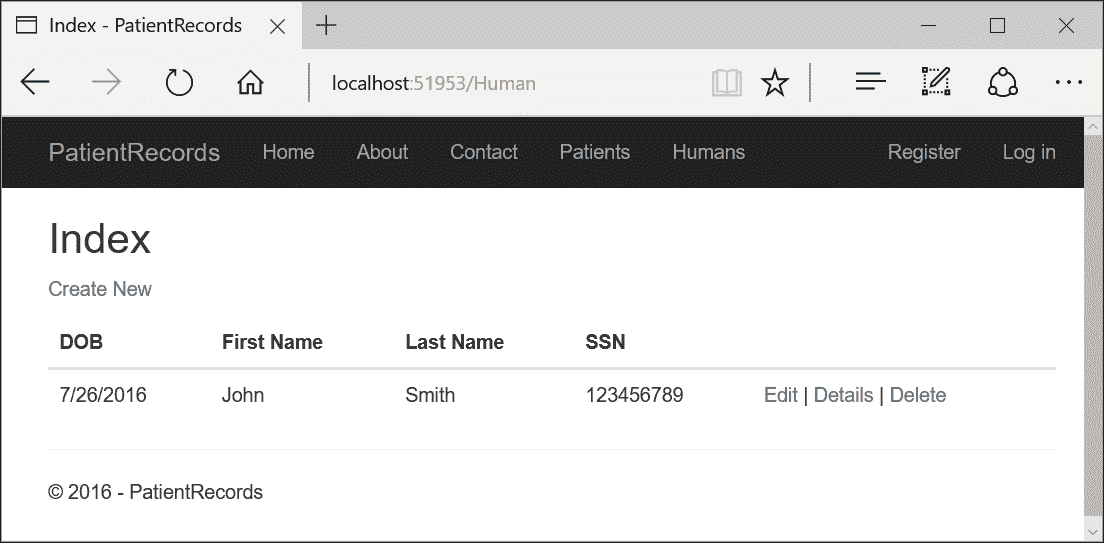 Index - PatientRecords
localhost:51953/Human
PatientRecords Home About Contact Patients Humans Register Log in
Index
Create New
DOB First Name Last Name SSN
7/26/2016 John Smith 123456789 Edit | Details | Delete
© 2016 - PatientRecords